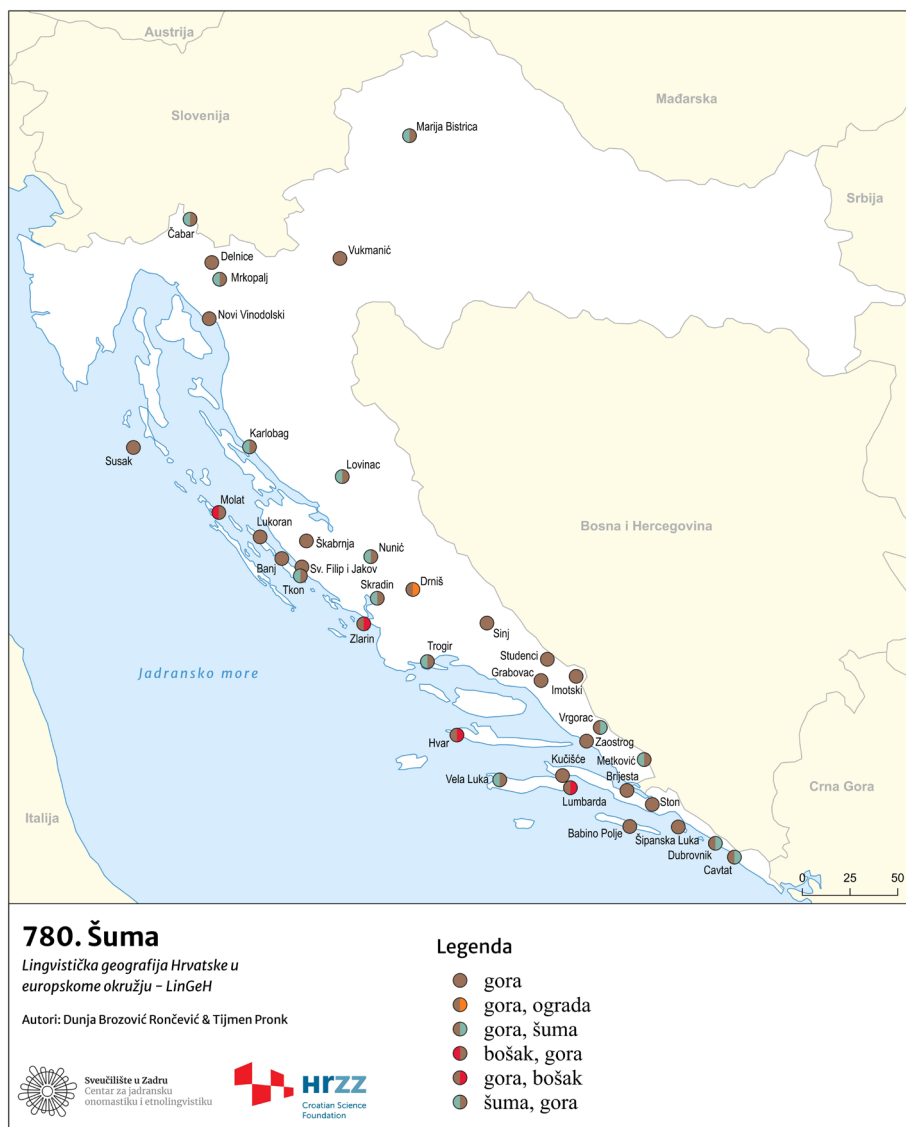 Austrija
Mađarska
Slovenija
Marija Bistrica
Srbija
Čabar
Delnice
Vukmanić
Mrkopalj
Novi Vinodolski
Karlobag
Susak
Lovinac
Molat
Bosna i Hercegovina
Lukoran
Škabrnja
Nunić
Banj
Sv. Filip i Jakov
Tkon
Skradin
Drniš
Zlarin
Sinj
Trogir
Studenci
Jadransko more
Grabovac
Imotski
Vrgorac
Hvar
Zaostrog
Metković
Kučišće
Vela Luka
Brijesta
Crna Gora
Lumbarda
Ston
Italija
Babino Polje
Šipanska Luka
Dubrovnik
Cavtat
0 25 50
780. Šuma
Lingvistička geografija Hrvatske u
europskome okružju – LinGeH
Autori: Dunja Brozović Rončević & Tijmen Pronk
Sveučilište u Zadru
Centar za jadransku
onomastiku i etnolingvistiku
HRZZ
Croatian Science
Foundation
Legenda
gora
gora, ograda
gora, šuma
bošak, gora
gora, bošak
šuma, gora